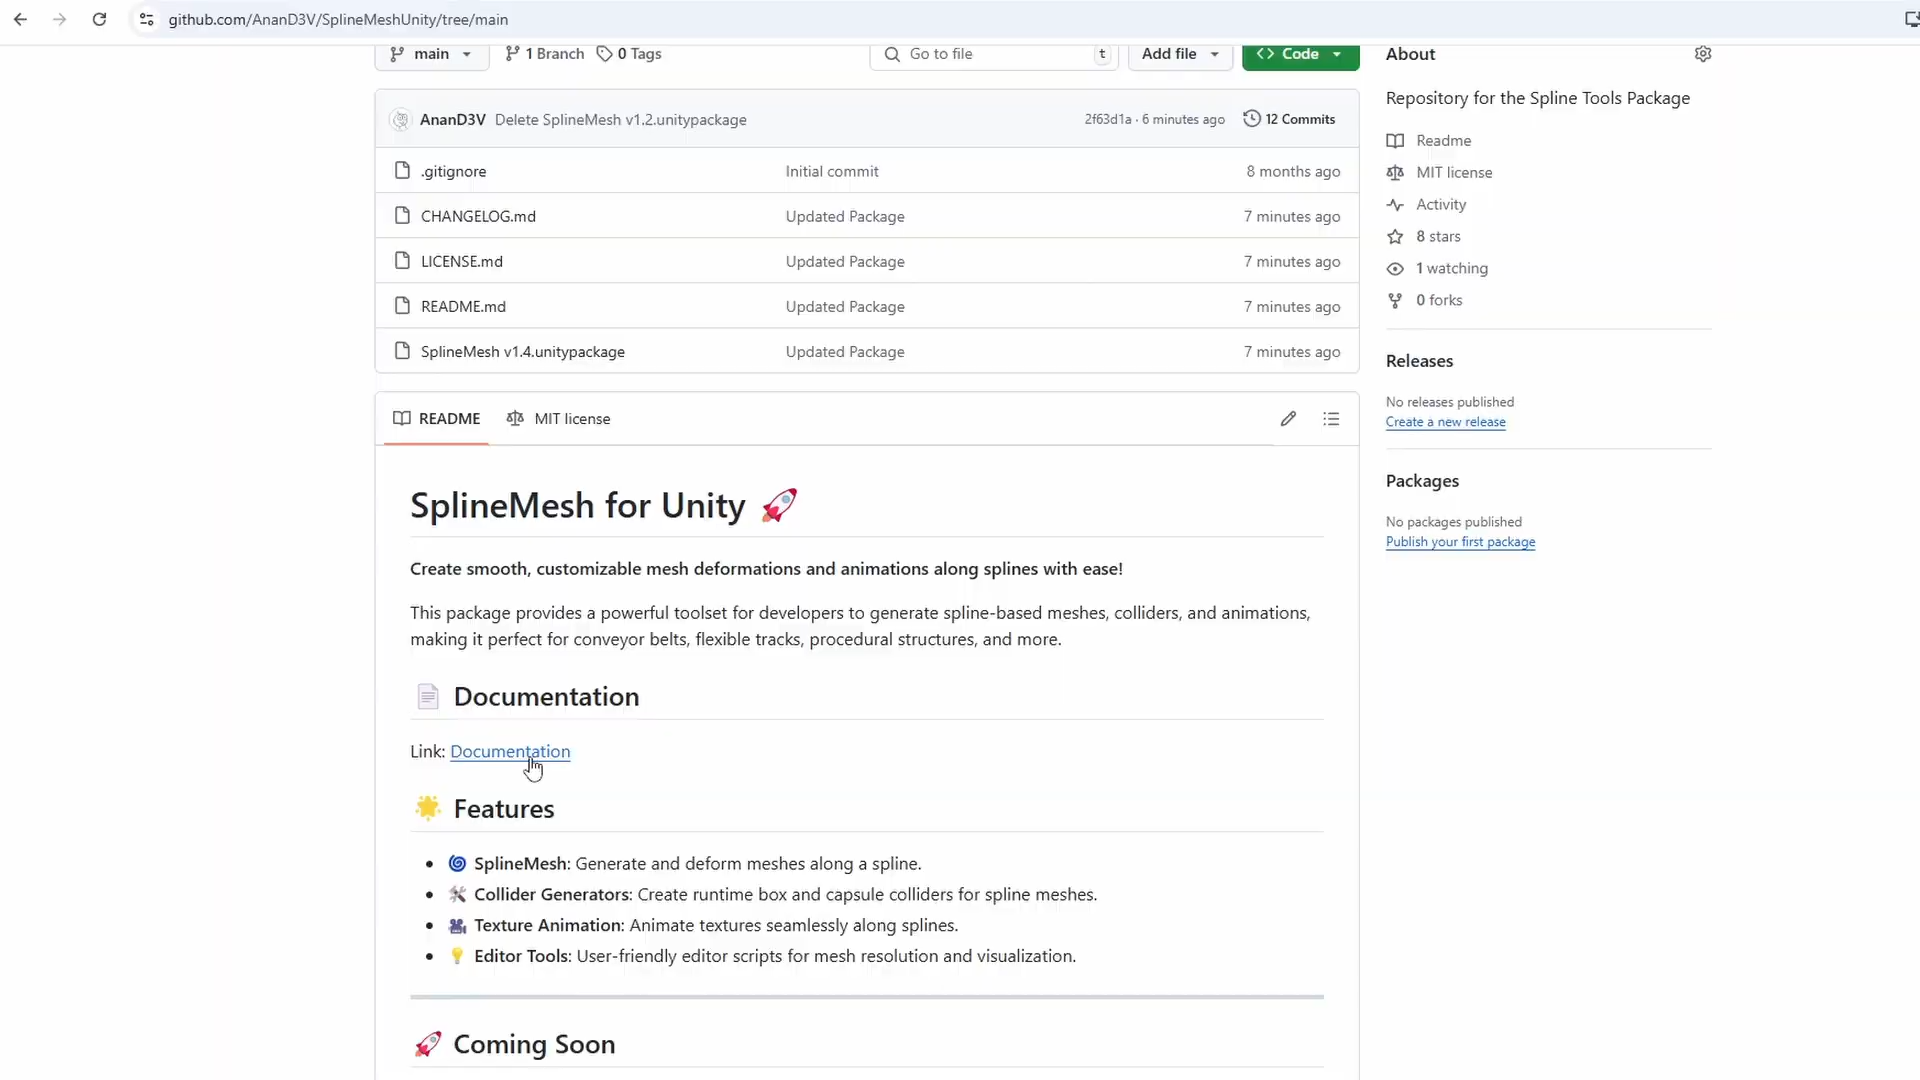 github.com/AnanD3V/SplineMeshUnity/tree/main
main 1 Branch 0 Tags Go to file t Add file Code
AnanD3V Delete SplineMesh v1.2.unitypackage 2f63d1a · 6 minutes ago 12 Commits
.gitignore Initial commit 8 months ago
CHANGELOG.md Updated Package 7 minutes ago
LICENSE.md Updated Package 7 minutes ago
README.md Updated Package 7 minutes ago
SplineMesh v1.4.unitypackage Updated Package 7 minutes ago
README MIT license
SplineMesh for Unity 🚀
Create smooth, customizable mesh deformations and animations along splines with ease!
This package provides a powerful toolset for developers to generate spline-based meshes, colliders, and animations,
making it perfect for conveyor belts, flexible tracks, procedural structures, and more.
📄 Documentation
Link: Documentation
🌟 Features
• 🌀 SplineMesh: Generate and deform meshes along a spline.
• 🛠 Collider Generators: Create runtime box and capsule colliders for spline meshes.
• 🎥 Texture Animation: Animate textures seamlessly along splines.
• 💡 Editor Tools: User-friendly editor scripts for mesh resolution and visualization.
🚀 Coming Soon
About
Repository for the Spline Tools Package
Readme
MIT license
Activity
8 stars
1 watching
0 forks
Releases
No releases published
Create a new release
Packages
No packages published
Publish your first package